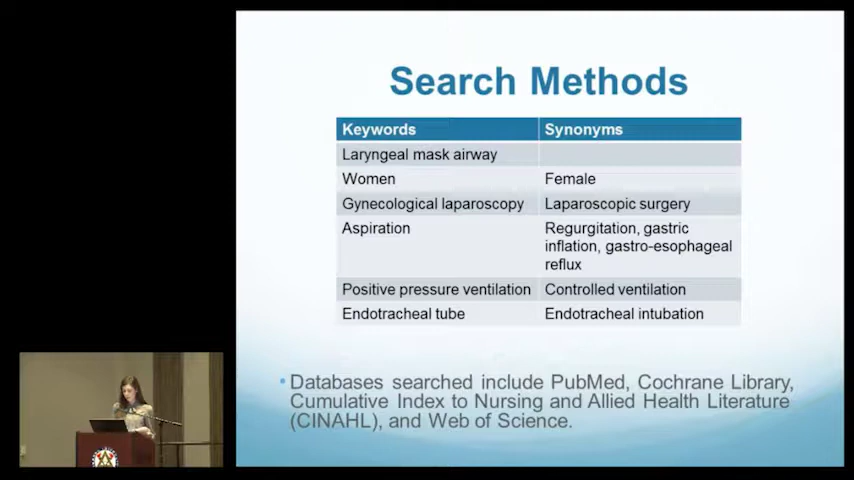 Search Methods
Keywords Synonyms
Laryngeal mask airway
Women Female
Gynecological laparoscopy Laparoscopic surgery
Aspiration Regurgitation, gastric
inflation, gastro-esophageal
reflux
Positive pressure ventilation Controlled ventilation
Endotracheal tube Endotracheal intubation
• Databases searched include PubMed, Cochrane Library,
Cumulative Index to Nursing and Allied Health Literature
(CINAHL), and Web of Science.